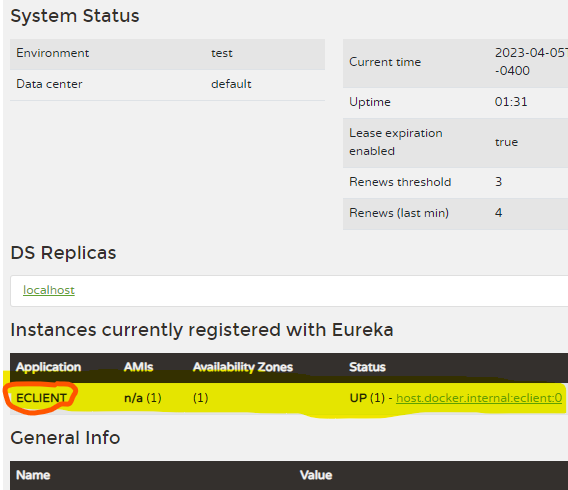 System Status
Environment test
Data center default
Current time 2023-04-05T
-0400
Uptime 01:31
Lease expiration
enabled true
Renews threshold 3
Renews (last min) 4
DS Replicas
localhost
Instances currently registered with Eureka
Application AMIs Availability Zones Status
ECLIENT n/a (1) (1) UP (1) - host.docker.internal:eclient:0
General Info
Name Value